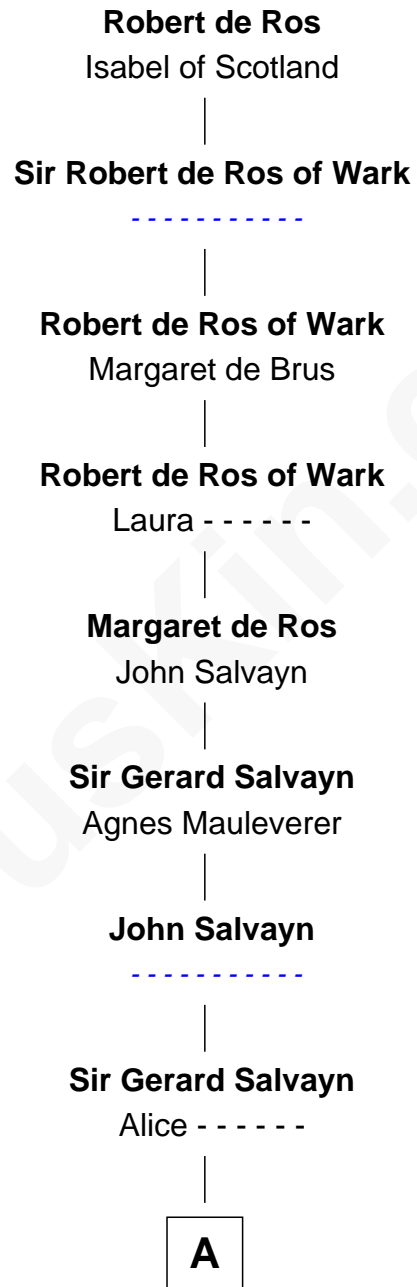 Robert de Ros
Isabel of Scotland
Sir Robert de Ros of Wark
- - - - - - - - - - -
Robert de Ros of Wark
Margaret de Brus
Robert de Ros of Wark
Laura - - - - - -
Margaret de Ros
John Salvayn
Sir Gerard Salvayn
Agnes Mauleverer
John Salvayn
- - - - - - - - - - -
Sir Gerard Salvayn
Alice - - - - - -
A